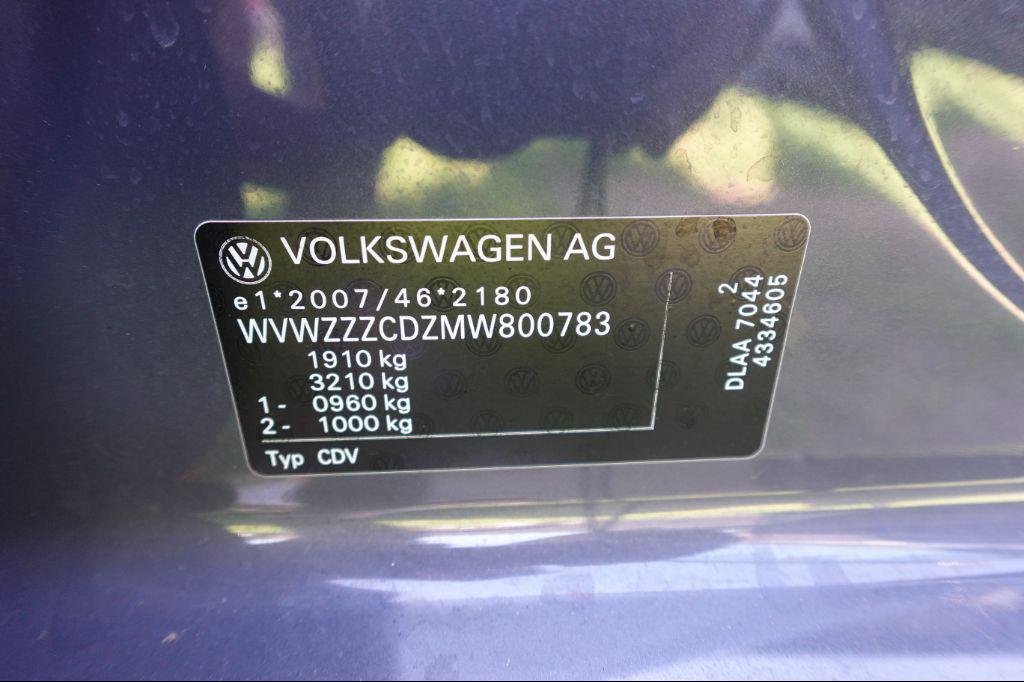 VOLKSWAGEN AG
e1*2007/46*2180
WVWZZZCDZMW800783
1910 kg
3210 kg
1- 0960 kg
2- 1000 kg
Typ CDV
2
DLAA 7044
4334605